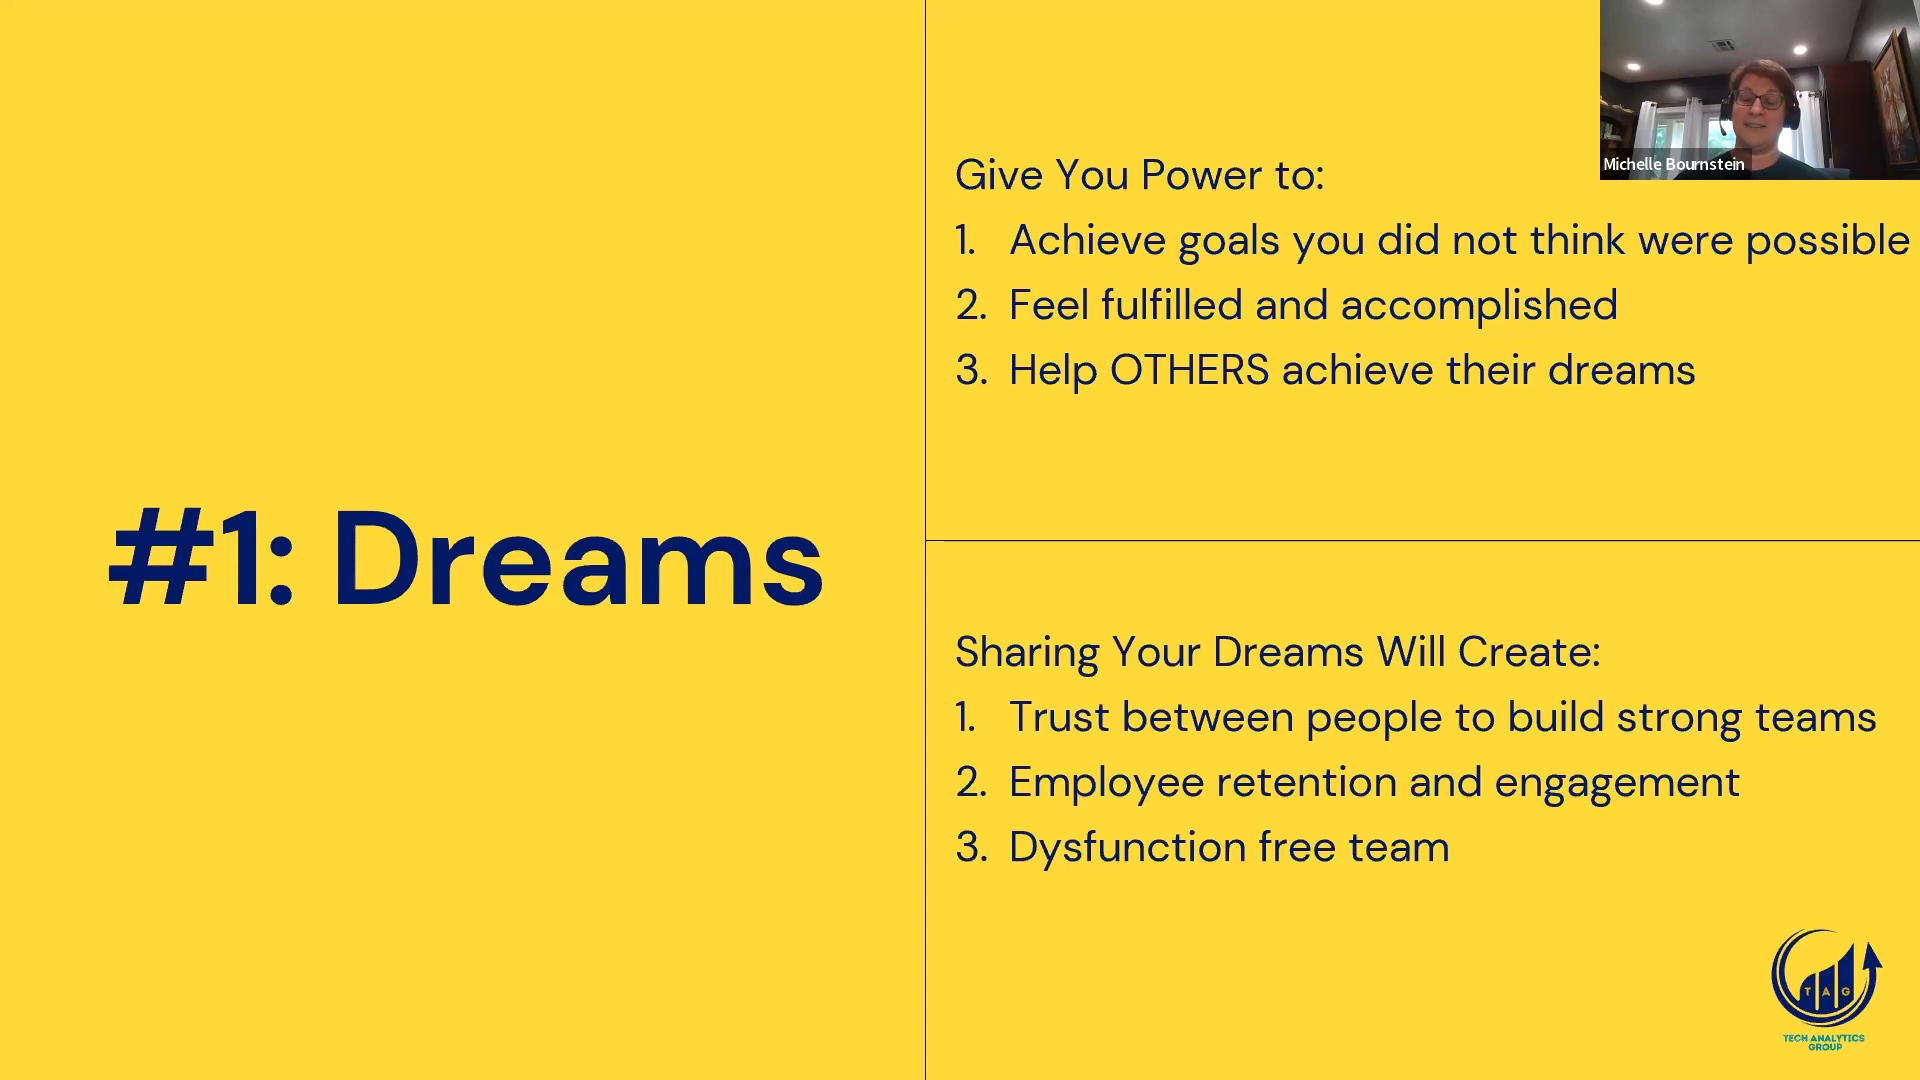 #1: Dreams
Give You Power to:
1. Achieve goals you did not think were possible
2. Feel fulfilled and accomplished
3. Help OTHERS achieve their dreams
Sharing Your Dreams Will Create:
1. Trust between people to build strong teams
2. Employee retention and engagement
3. Dysfunction free team
Michelle Bournstein
T A G
TECH ANALYTICS
GROUP